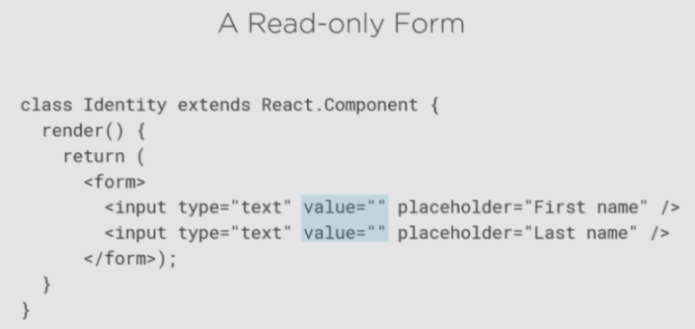 A Read-only Form
class Identity extends React.Component {
render() {
return (
<form>
<input type="text" value="" placeholder="First name" />
<input type="text" value="" placeholder="Last name" />
</form>);
}
}